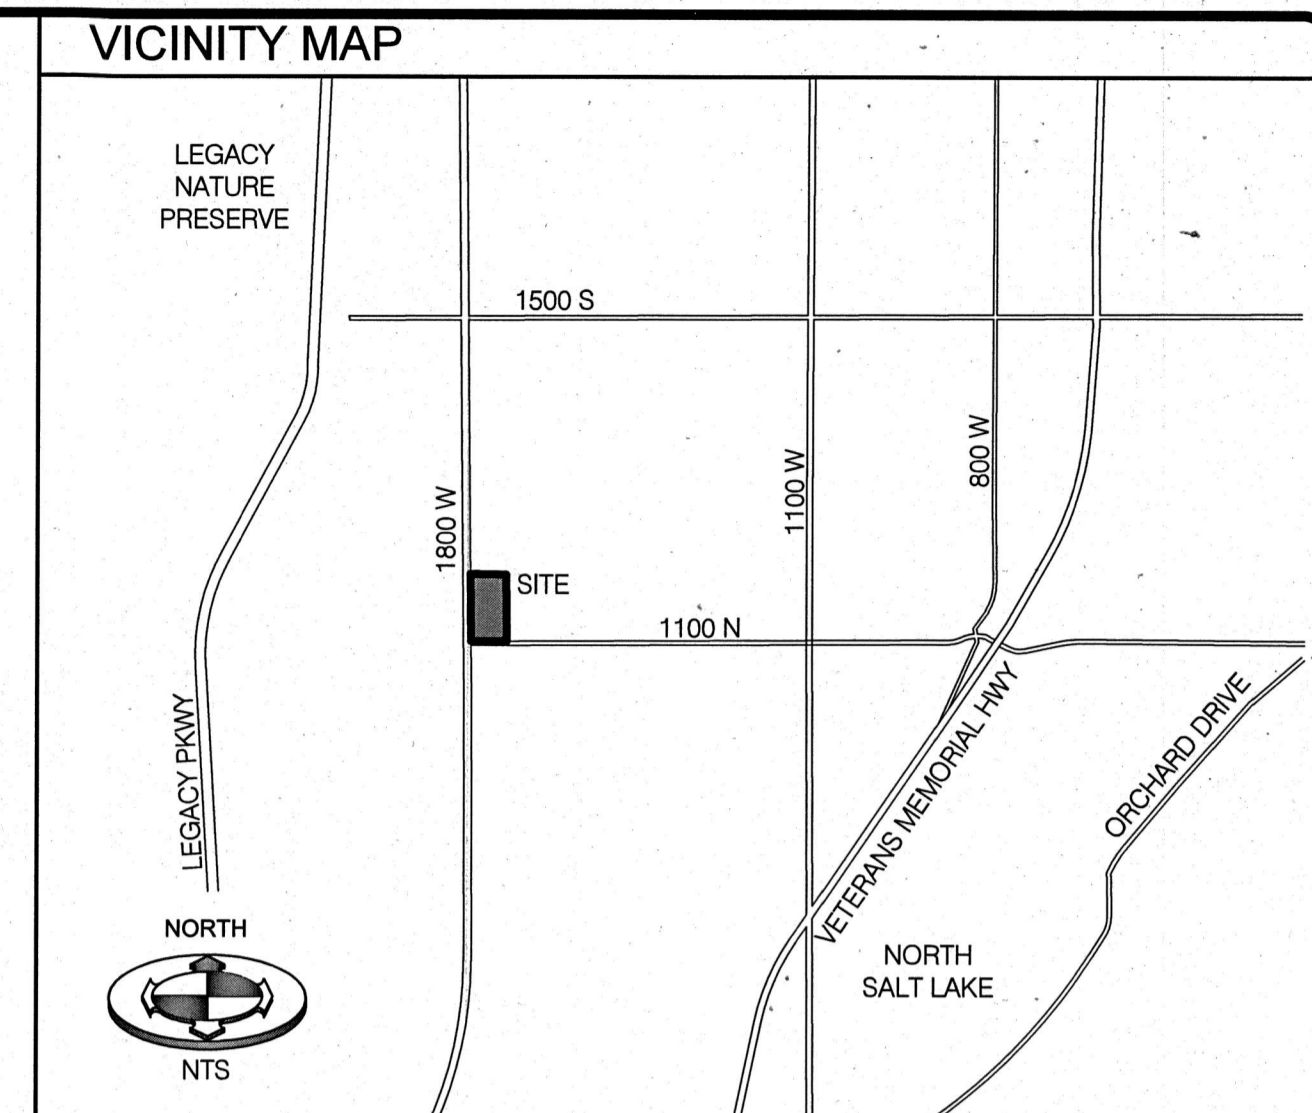 VICINITY MAP
LEGACY
NATURE
PRESERVE
1500 S
800 W
1100 W
1800 W
SITE
1100 N
VETERANS MEMORIAL HWY
ORCHARD DRIVE
LEGACY PKWY
NORTH
NTS
NORTH
SALT LAKE